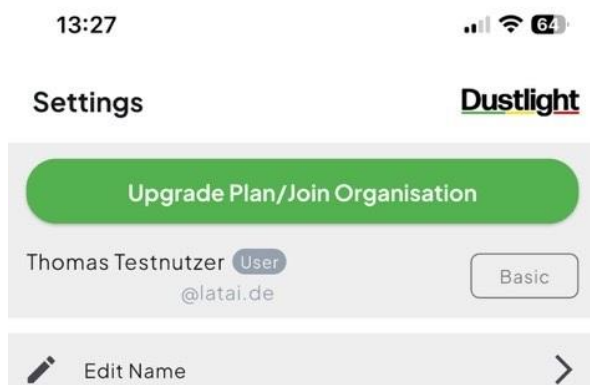 13:27
64
Settings
Dustlight
Upgrade Plan/Join Organisation
Thomas Testnutzer User
Basic
@latai.de
Edit Name